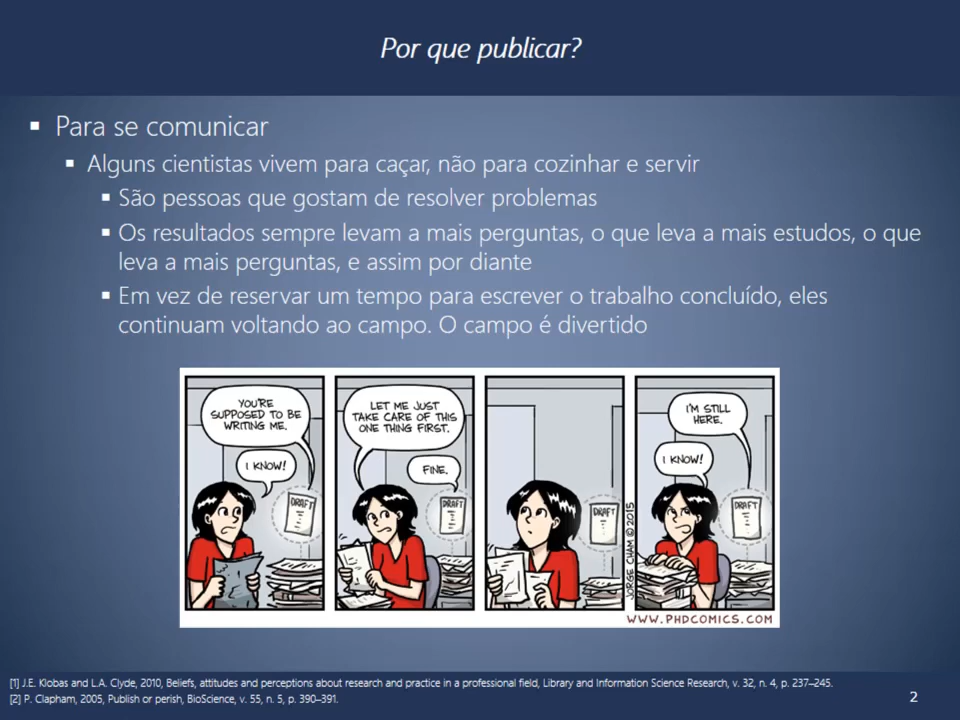 Por que publicar?
▪ Para se comunicar
▪ Alguns cientistas vivem para caçar, não para cozinhar e servir
▪ São pessoas que gostam de resolver problemas
▪ Os resultados sempre levam a mais perguntas, o que leva a mais estudos, o que
leva a mais perguntas, e assim por diante
▪ Em vez de reservar um tempo para escrever o trabalho concluído, eles
continuam voltando ao campo. O campo é divertido
YOU'RE
SUPPOSED TO BE
WRITING ME.
I KNOW!
DRAFT
LET ME JUST
TAKE CARE OF THIS
ONE THING FIRST.
FINE.
DRAFT
DRAFT
JORGE CHAM © 2015
I'M STILL
HERE.
I KNOW!
DRAFT
WWW.PHDCOMICS.COM
[1] J.E. Klobas and L.A. Clyde, 2010, Beliefs, attitudes and perceptions about research and practice in a professional field, Library and Information Science Research, v. 32, n. 4, p. 237–245.
[2] P. Clapham, 2005, Publish or perish, BioScience, v. 55, n. 5, p. 390–391.
2